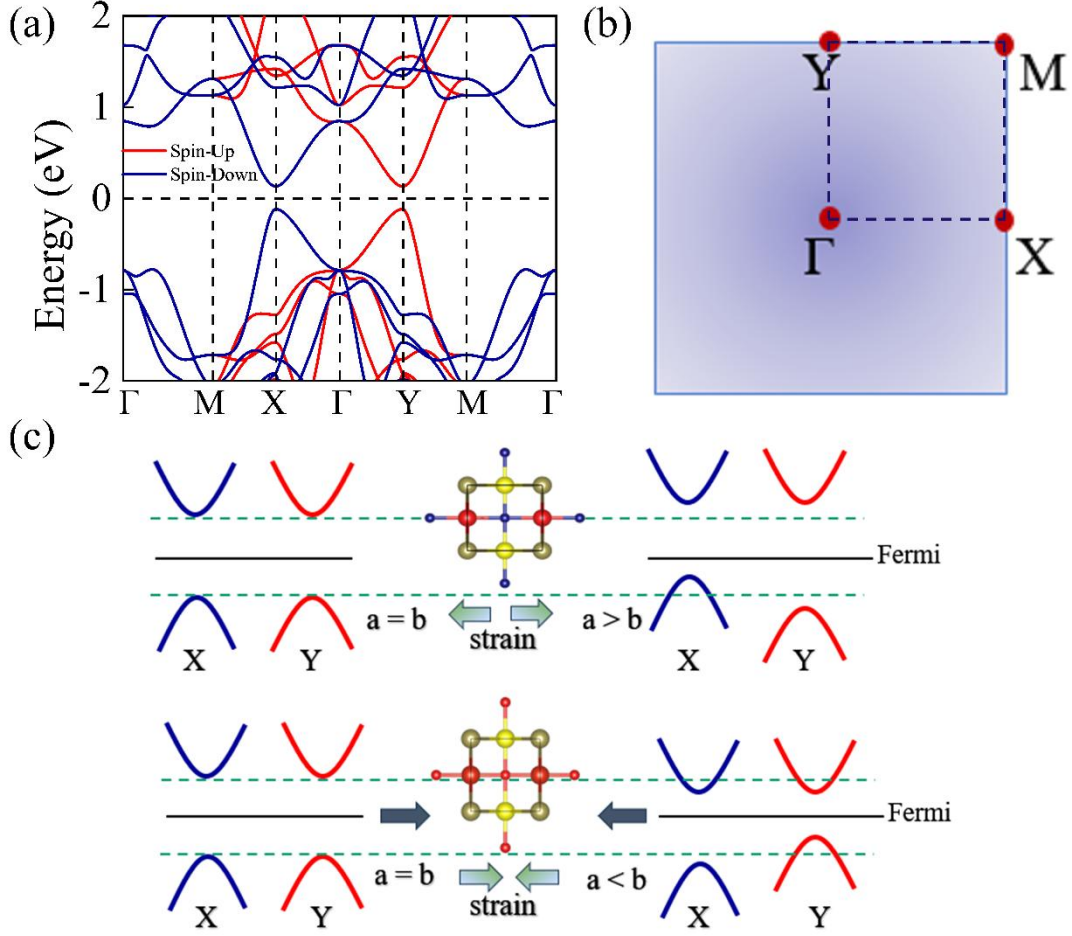 (a)
(b)
2
1
0
-1
-2
Energy (eV)
Spin-Up
Spin-Down
Γ M X Γ Y M Γ
Y M
Γ X
(c)
Fermi
a = b a > b
strain
X Y X Y
Fermi
a = b a < b
strain
X Y X Y